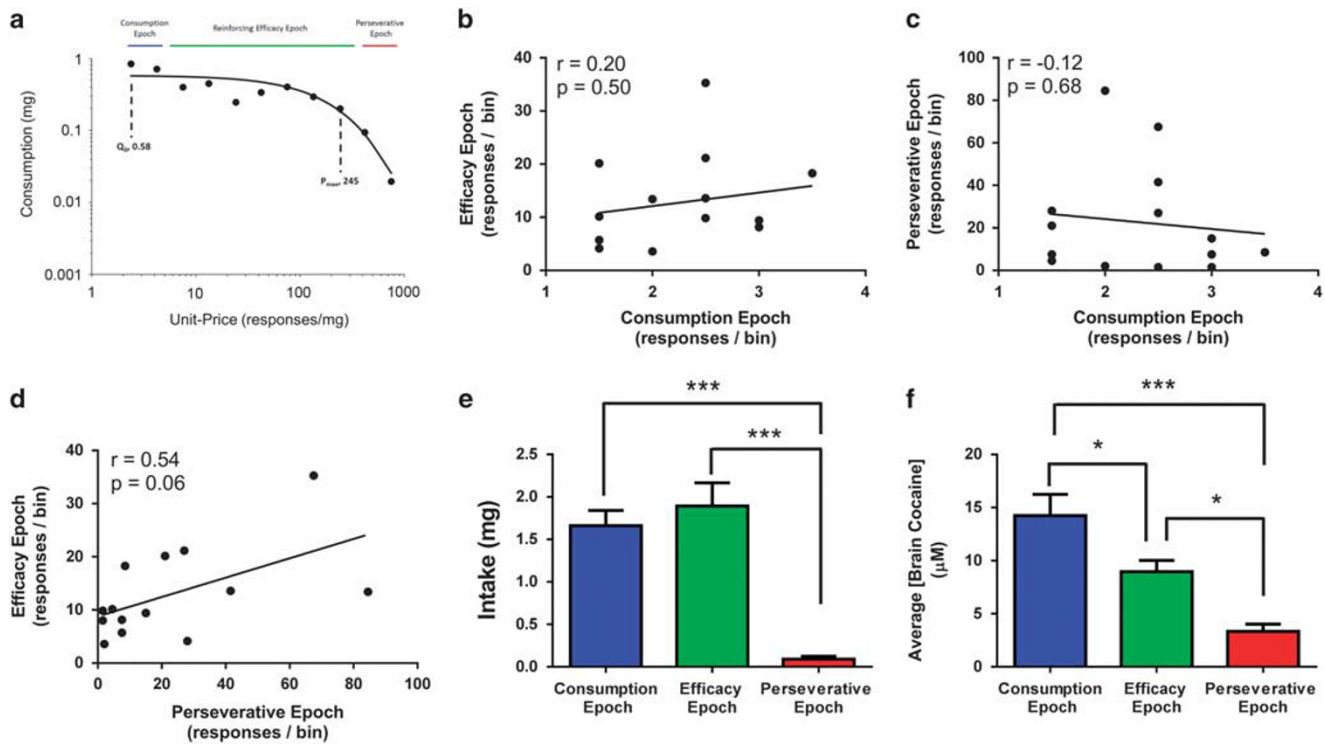 a
Consumption
Epoch
Reinforcing Efficacy Epoch
Perseverative
Epoch
Consumption (mg)
1
0.1
0.01
0.001
Q0, 0.58
Pmax, 245
1 10 100 1000
Unit-Price (responses/mg)
b
r = 0.20
p = 0.50
Efficacy Epoch
(responses / bin)
40
30
20
10
0
1 2 3 4
Consumption Epoch
(responses / bin)
c
r = -0.12
p = 0.68
Perseverative Epoch
(responses / bin)
100
80
60
40
20
0
1 2 3 4
Consumption Epoch
(responses / bin)
d
r = 0.54
p = 0.06
Efficacy Epoch
(responses / bin)
40
30
20
10
0
0 20 40 60 80 100
Perseverative Epoch
(responses / bin)
e
***
***
Intake (mg)
2.5
2.0
1.5
1.0
0.5
0.0
Consumption Efficacy Perseverative
Epoch Epoch Epoch
f
***
*
*
Average [Brain Cocaine]
(µM)
20
15
10
5
0
Consumption Efficacy Perseverative
Epoch Epoch Epoch